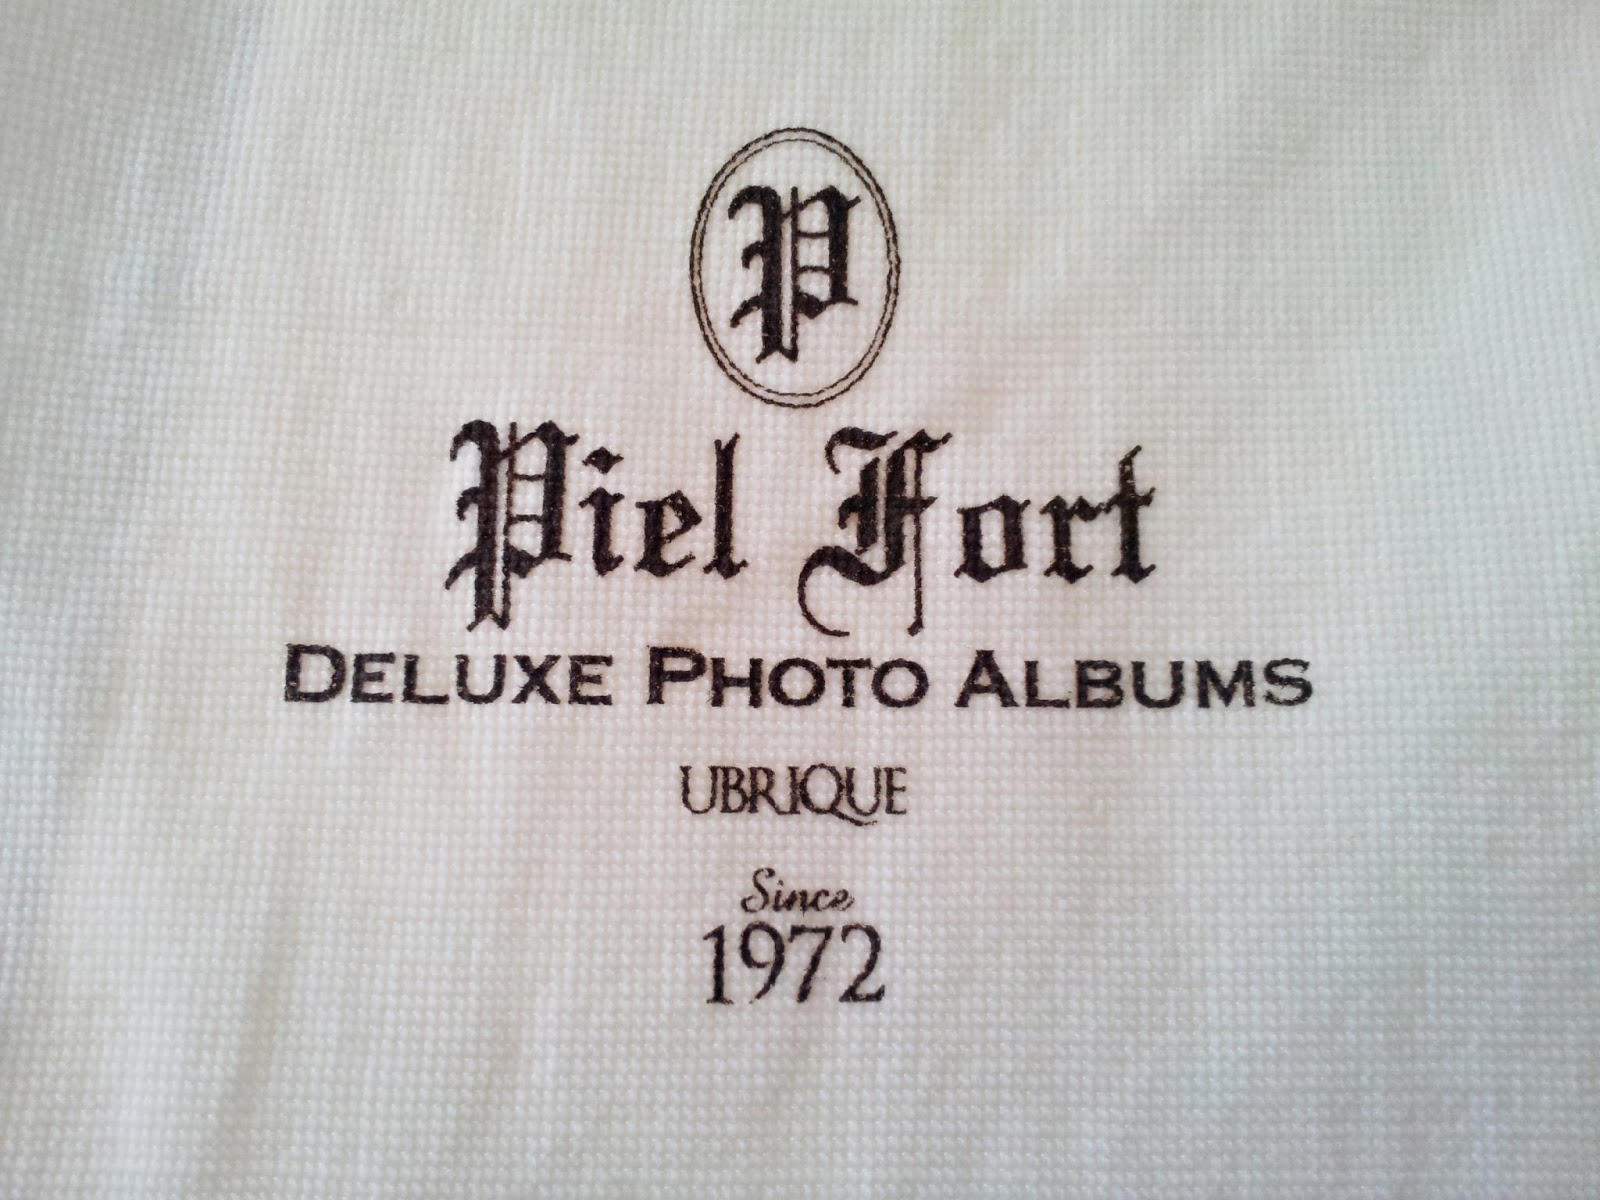 P
Piel Fort
DELUXE PHOTO ALBUMS
UBRIQUE
Since
1972